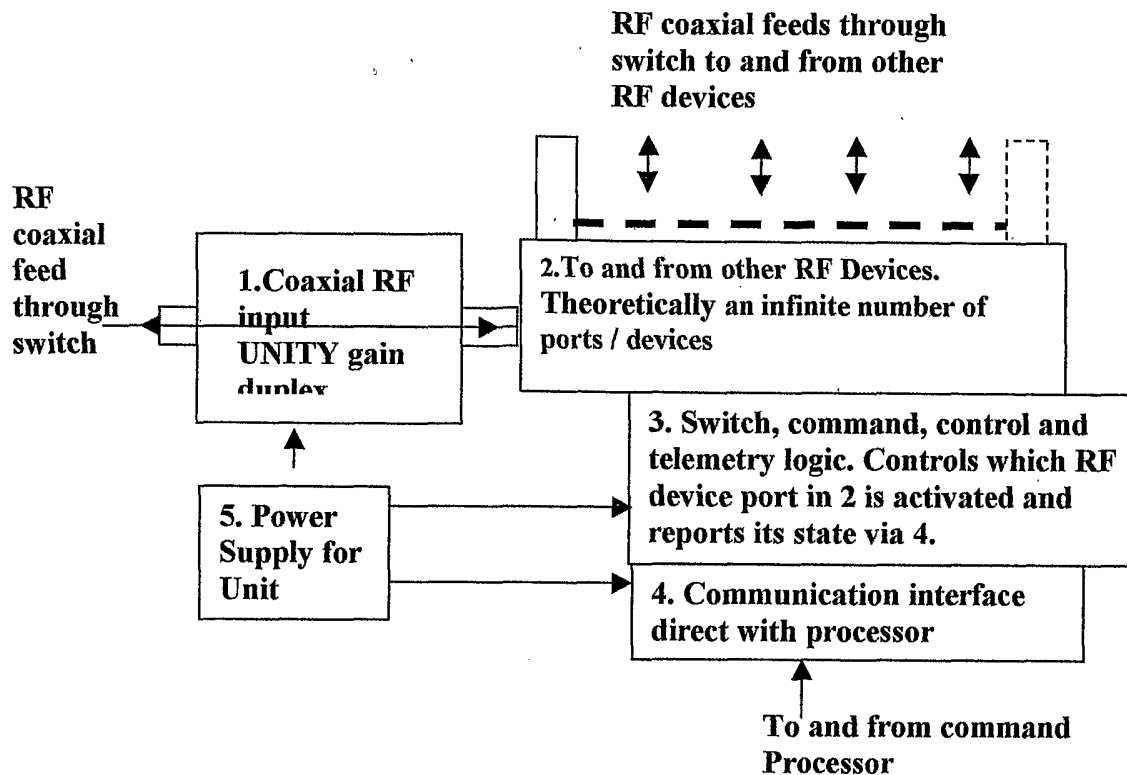 RF coaxial feeds through
switch to and from other
RF devices
RF
coaxial
feed
through
switch
1.Coaxial RF
input
UNITY gain
duplex
2.To and from other RF Devices.
Theoretically an infinite number of
ports / devices
3. Switch, command, control and
telemetry logic. Controls which RF
device port in 2 is activated and
reports its state via 4.
5. Power
Supply for
Unit
4. Communication interface
direct with processor
To and from command
Processor